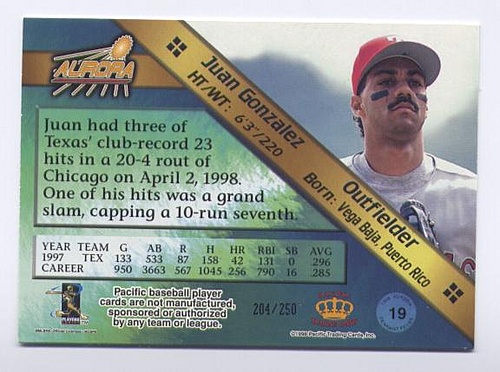 AURORA
Juan Gonzalez
HT/WT: 6'3"/220
Outfielder
Born: Vega Baja, Puerto Rico
Juan had three of
Texas' club-record 23
hits in a 20-4 rout of
Chicago on April 2, 1998.
One of his hits was a grand
slam, capping a 10-run seventh.
YEAR TEAM G AB R H HR RBI SB AVG
1997 TEX 133 533 87 158 42 131 0 .296
CAREER 950 3663 567 1045 256 790 16 .285
PLAYERS
Pacific baseball player
cards are not manufactured,
sponsored or authorized
by any team or league.
204/250
©1998 Pacific Trading Cards, Inc.
19